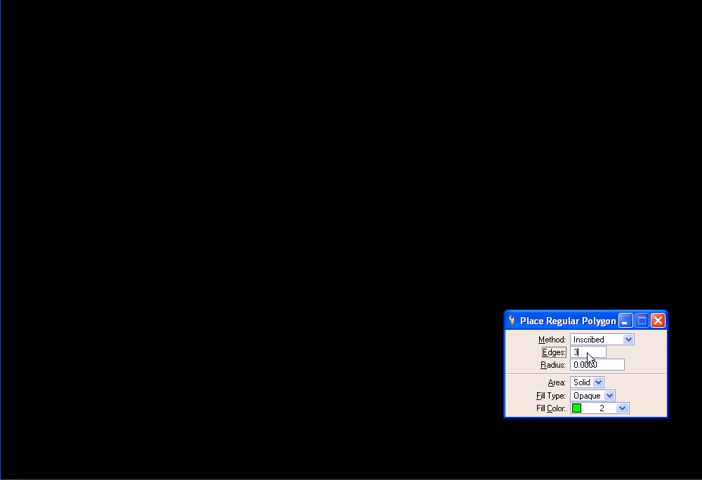 Place Regular Polygon
Method: Inscribed
Edges: 3
Radius: 0.0000
Area: Solid
Fill Type: Opaque
Fill Color: 2